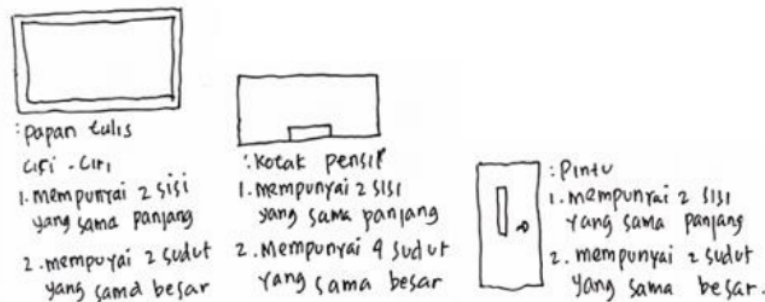 : papan tulis
Ciri - Ciri
1. mempunyai 2 sisi
yang sama panjang
2. mempuyai 2 sudut
yang sama besar
: Kotak pensil
1. mempunyai 2 sisi
yang sama panjang
2. Mempunyai 4 sudut
yang sama besar
: Pintu
1. mempunyai 2 sisi
yang sama panjang
2. mempunyai 2 sudut
yang sama besar.